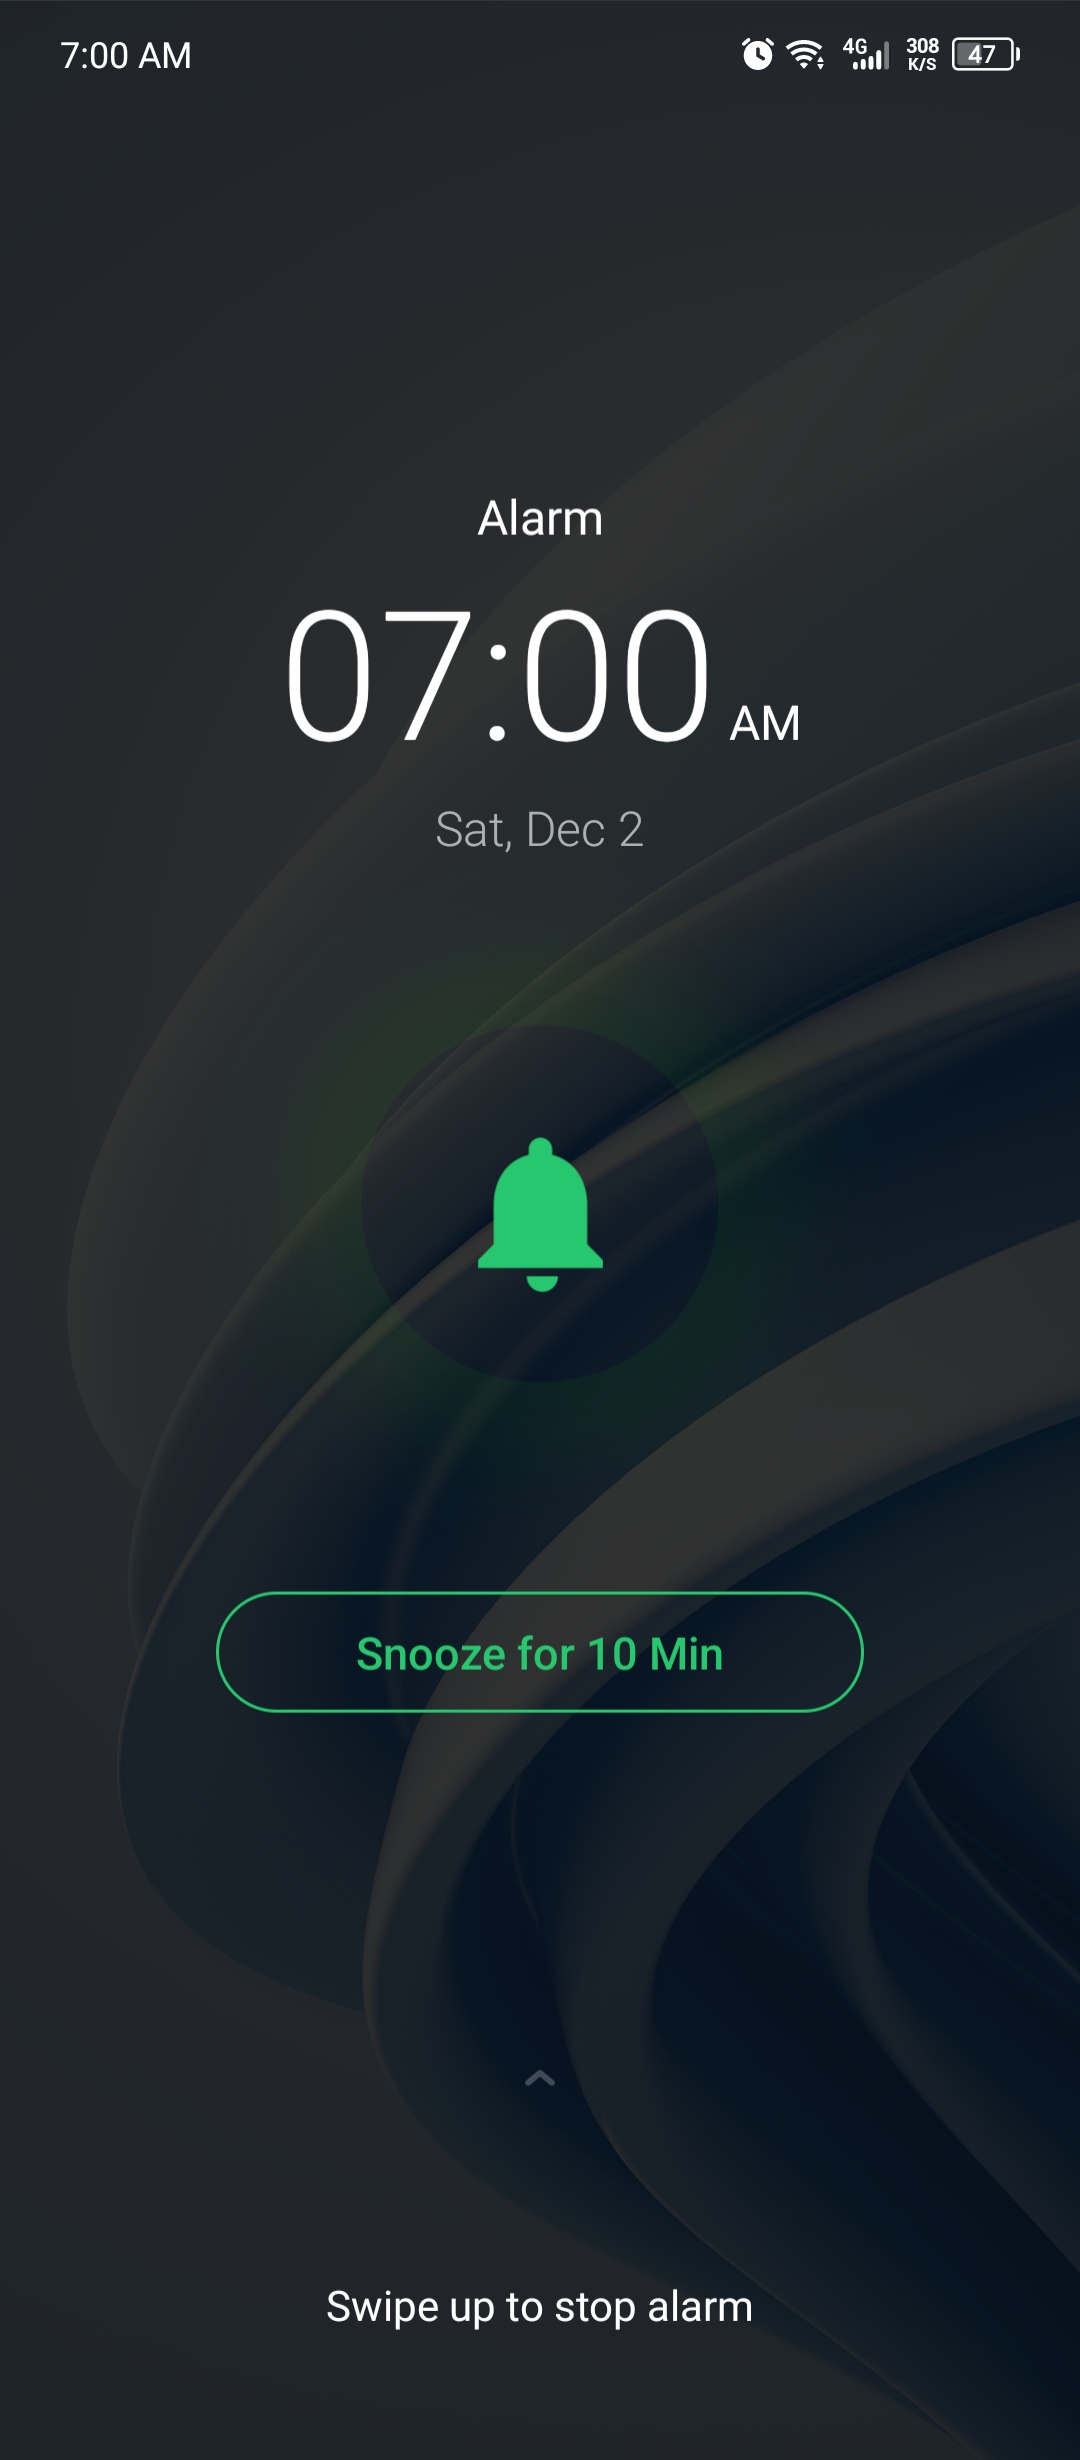 7:00 AM 4G 308 K/S 47
Alarm
07:00 AM
Sat, Dec 2
Snooze for 10 Min
Swipe up to stop alarm